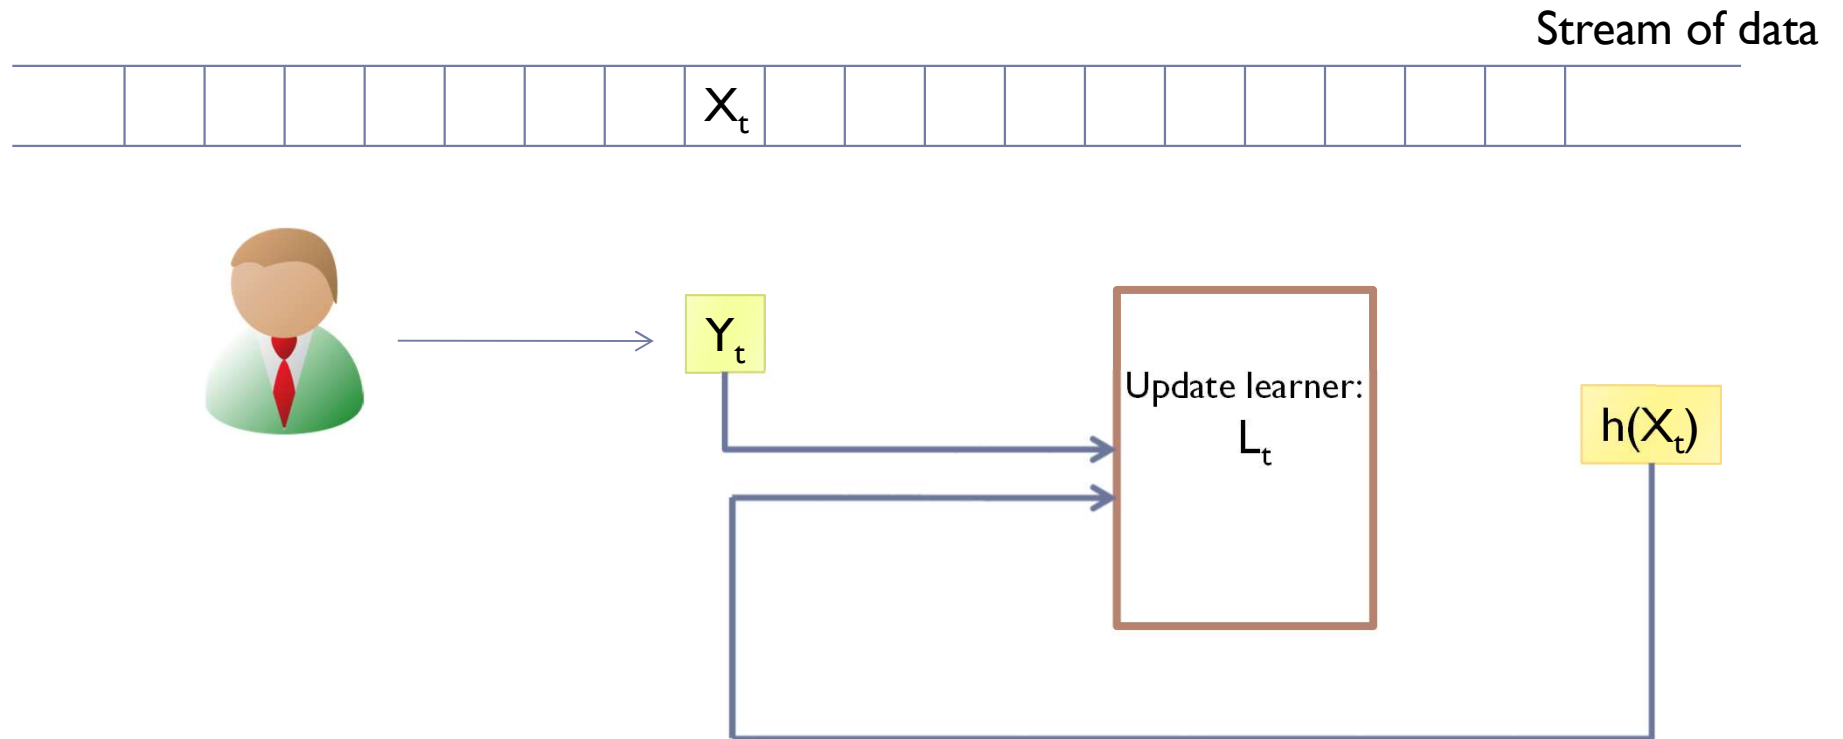 Stream of data
Xₜ
Yₜ
Update learner:
Lₜ
h(Xₜ)